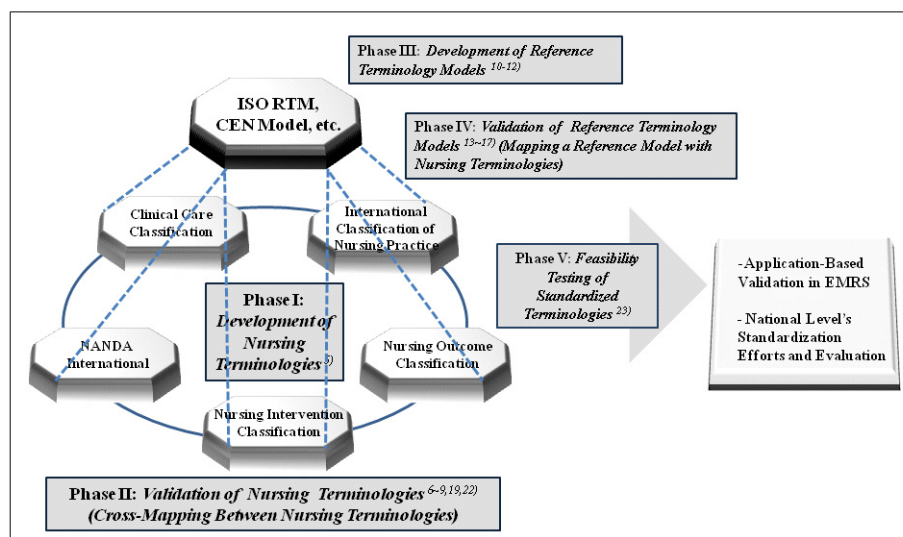 Phase III: Development of Reference
Terminology Models 10-12)
ISO RTM,
CEN Model, etc.
Phase IV: Validation of Reference Terminology
Models 13~17) (Mapping a Reference Model with
Nursing Terminologies)
Clinical Care
Classification
International
Classification of
Nursing Practice
Phase V: Feasibility
Testing of
Standardized
Terminologies 23)
-Application-Based
Validation in EMRS
- National Level's
Standardization
Efforts and Evaluation
Phase I:
Development of
Nursing
Terminologies 5)
NANDA
International
Nursing Outcome
Classification
Nursing Intervention
Classification
Phase II: Validation of Nursing Terminologies 6~9,19,22)
(Cross-Mapping Between Nursing Terminologies)